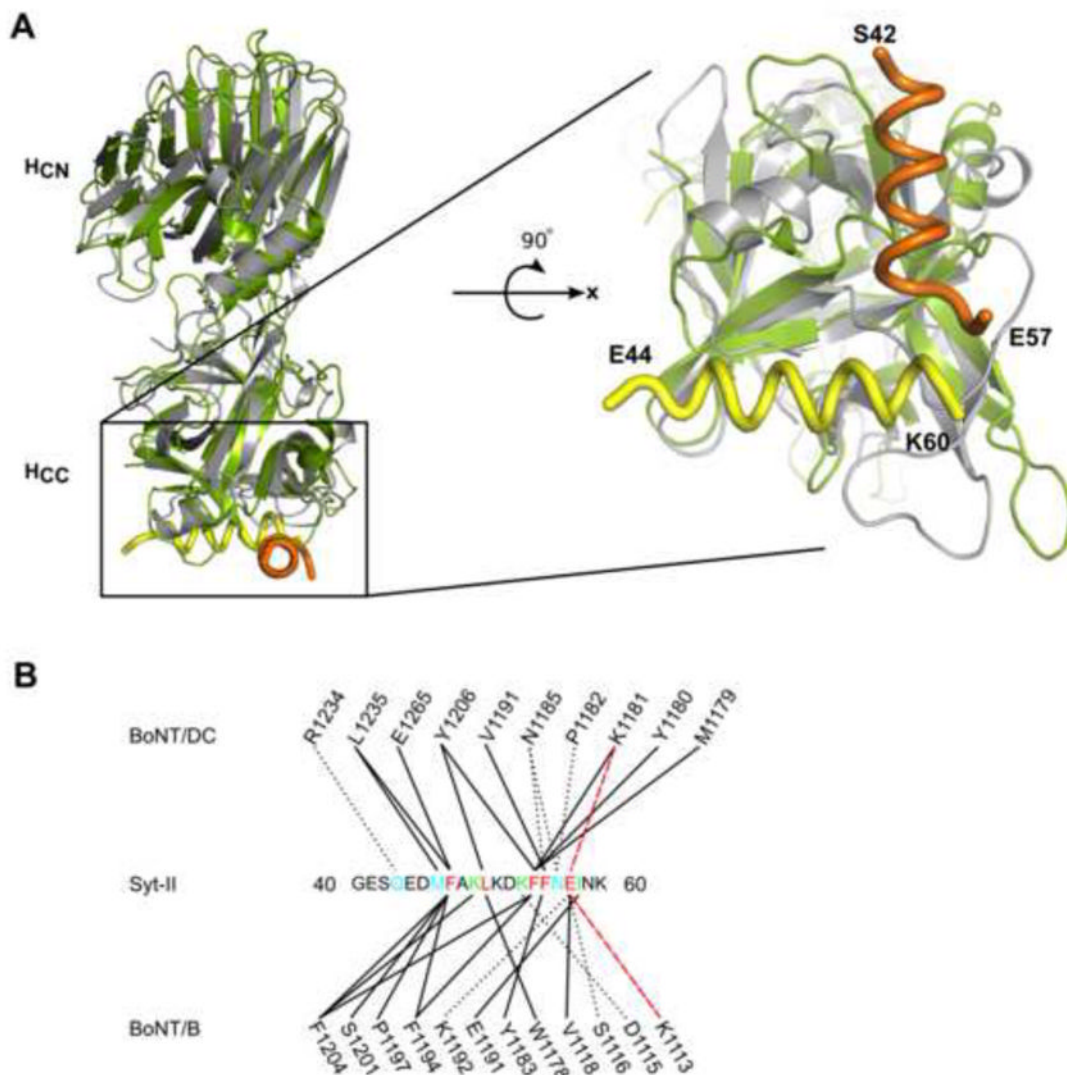 A
HCN
HCC
90°
x
S42
E44
E57
K60
B
BoNT/DC
R1234 L1235 E1265 Y1206 V1191 N1185 P1182 K1181 Y1180 M1179
Syt-II 40 GESQEDMFAKLKDKFFNEINK 60
BoNT/B
F1204 S1201 P1197 F1194 K1192 E1191 Y1183 W1178 V1118 S1116 D1115 K1113